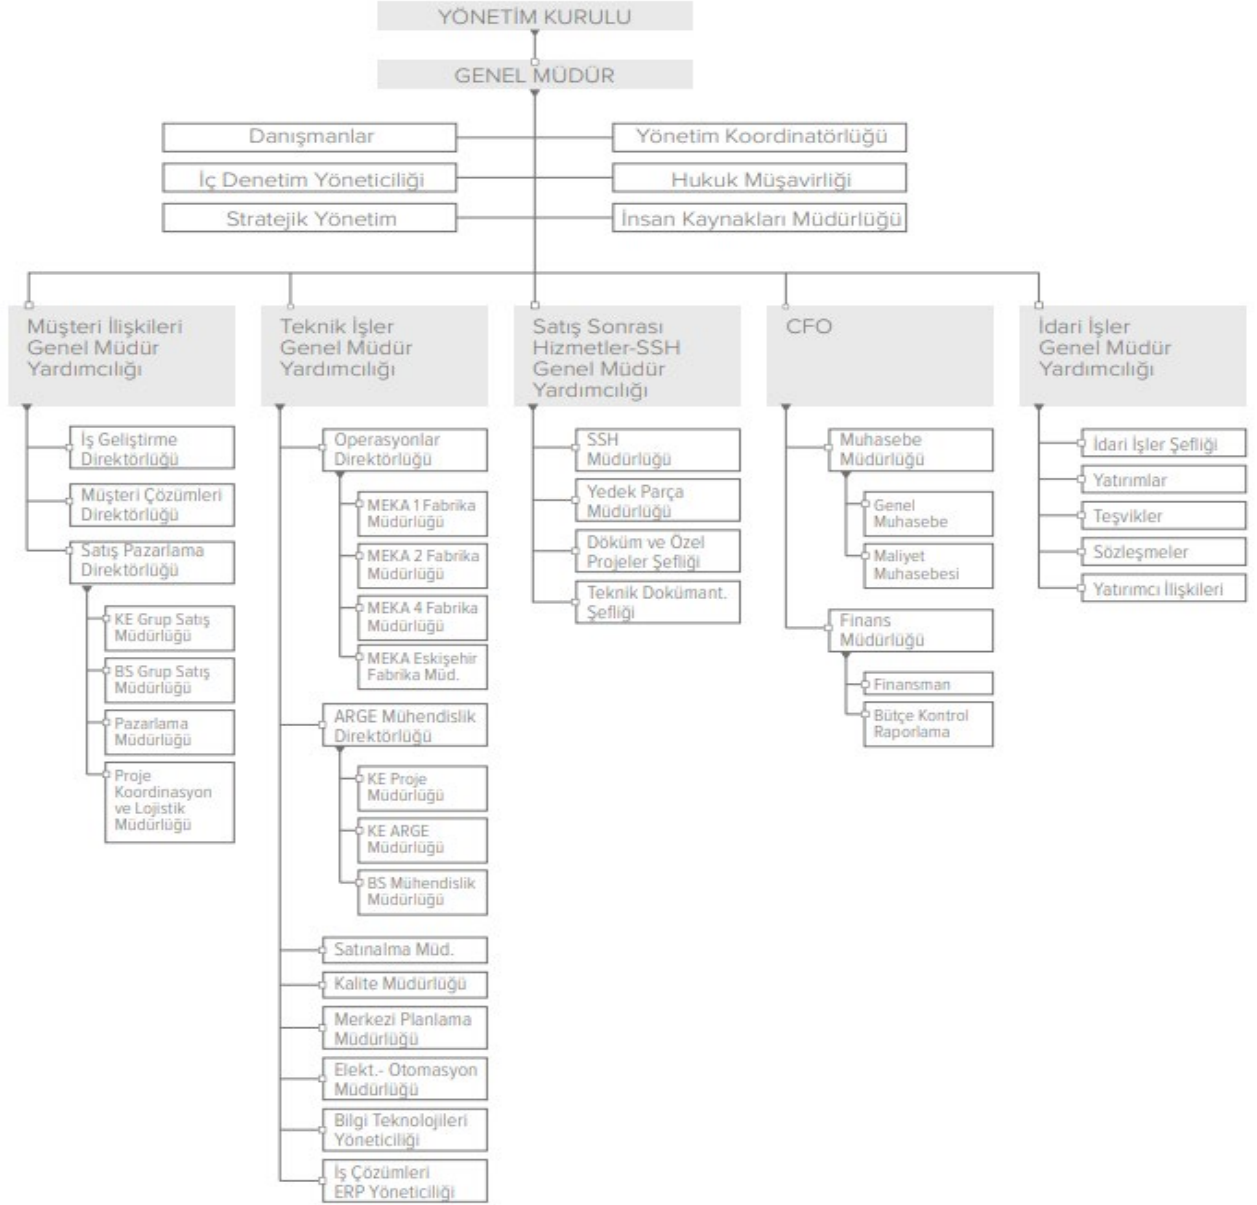 YÖNETİM KURULU
GENEL MÜDÜR
Danışmanlar
Yönetim Koordinatörlüğü
İç Denetim Yöneticiliği
Hukuk Müşavirliği
Stratejik Yönetim
İnsan Kaynakları Müdürlüğü
Müşteri İlişkileri
Genel Müdür
Yardımcılığı
İş Geliştirme
Direktörlüğü
Müşteri Çözümleri
Direktörlüğü
Satış Pazarlama
Direktörlüğü
KE Grup Satış
Müdürlüğü
BS Grup Satış
Müdürlüğü
Pazarlama
Müdürlüğü
Proje
Koordinasyon
ve Lojistik
Müdürlüğü
Teknik İşler
Genel Müdür
Yardımcılığı
Operasyonlar
Direktörlüğü
MEKA 1 Fabrika
Müdürlüğü
MEKA 2 Fabrika
Müdürlüğü
MEKA 4 Fabrika
Müdürlüğü
MEKA Eskişehir
Fabrika Müd.
ARGE Mühendislik
Direktörlüğü
KE Proje
Müdürlüğü
KE ARGE
Müdürlüğü
BS Mühendislik
Müdürlüğü
Satınalma Müd.
Kalite Müdürlüğü
Merkezi Planlama
Müdürlüğü
Elekt.- Otomasyon
Müdürlüğü
Bilgi Teknolojileri
Yöneticiliği
İş Çözümleri
ERP Yöneticiliği
Satış Sonrası
Hizmetler-SSH
Genel Müdür
Yardımcılığı
SSH
Müdürlüğü
Yedek Parça
Müdürlüğü
Döküm ve Özel
Projeler Şefliği
Teknik Dokümant.
Şefliği
CFO
Muhasebe
Müdürlüğü
Genel
Muhasebe
Maliyet
Muhasebesi
Finans
Müdürlüğü
Finansman
Bütçe Kontrol
Raporlama
İdari İşler
Genel Müdür
Yardımcılığı
İdari İşler Şefliği
Yatırımlar
Teşvikler
Sözleşmeler
Yatırımcı İlişkileri